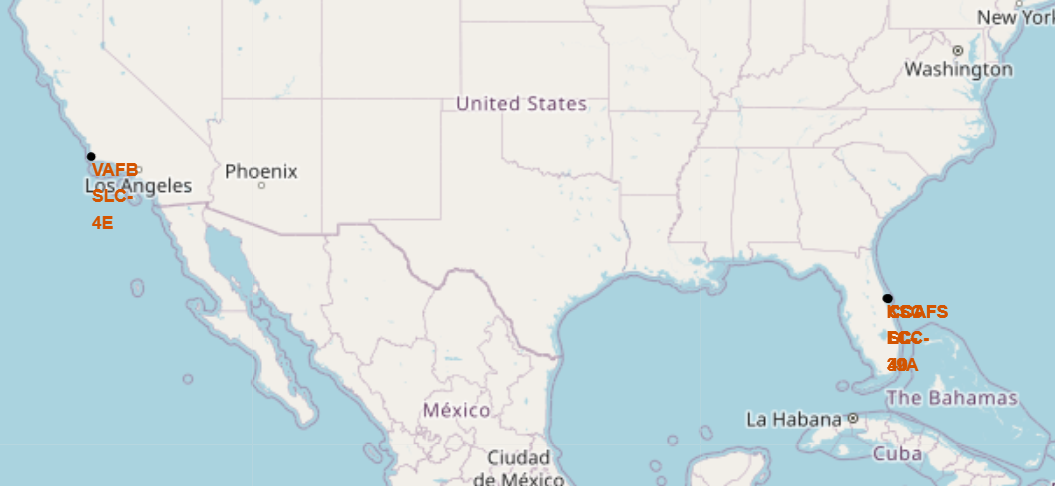 New York
Washington
United States
VAFB
SLC-
4E
Los Angeles
Phoenix
The Bahamas
México
La Habana
Cuba
Ciudad
de México